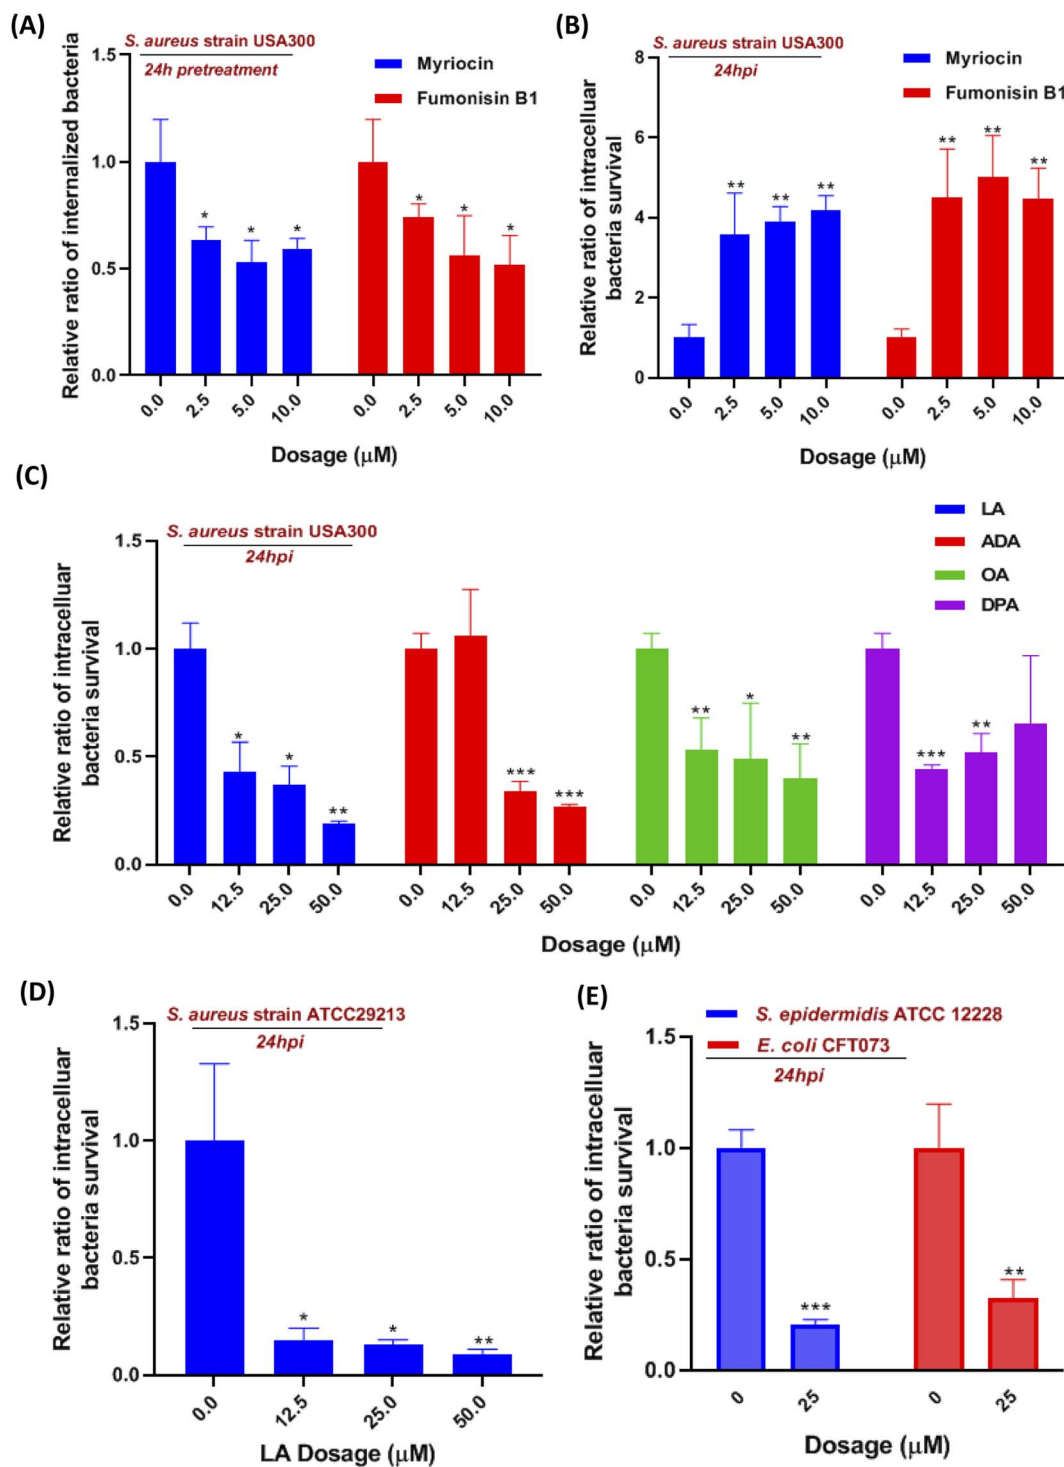 (A)
S. aureus strain USA300
24h pretreatment
Myriocin
Fumonisin B1
Relative ratio of internalized bacteria
1.5
1.0
0.5
0.0
*
*
*
*
*
*
0.0 2.5 5.0 10.0 0.0 2.5 5.0 10.0
Dosage (μM)
(B)
S. aureus strain USA300
24hpi
Myriocin
Fumonisin B1
Relative ratio of intracelluar
bacteria survival
8
6
4
2
0
**
**
**
**
**
**
0.0 2.5 5.0 10.0 0.0 2.5 5.0 10.0
Dosage (μM)
(C)
S. aureus strain USA300
24hpi
LA
ADA
OA
DPA
Relative ratio of intracelluar
bacteria survival
1.5
1.0
0.5
0.0
*
*
**
***
***
**
*
**
***
**
0.0 12.5 25.0 50.0 0.0 12.5 25.0 50.0 0.0 12.5 25.0 50.0 0.0 12.5 25.0 50.0
Dosage (μM)
(D)
S. aureus strain ATCC29213
24hpi
Relative ratio of intracelluar
bacteria survival
1.5
1.0
0.5
0.0
*
*
**
0.0 12.5 25.0 50.0
LA Dosage (μM)
(E)
S. epidermidis ATCC 12228
E. coli CFT073
24hpi
Relative ratio of intracelluar
bacteria survival
1.5
1.0
0.5
0.0
***
**
0 25 0 25
Dosage (μM)